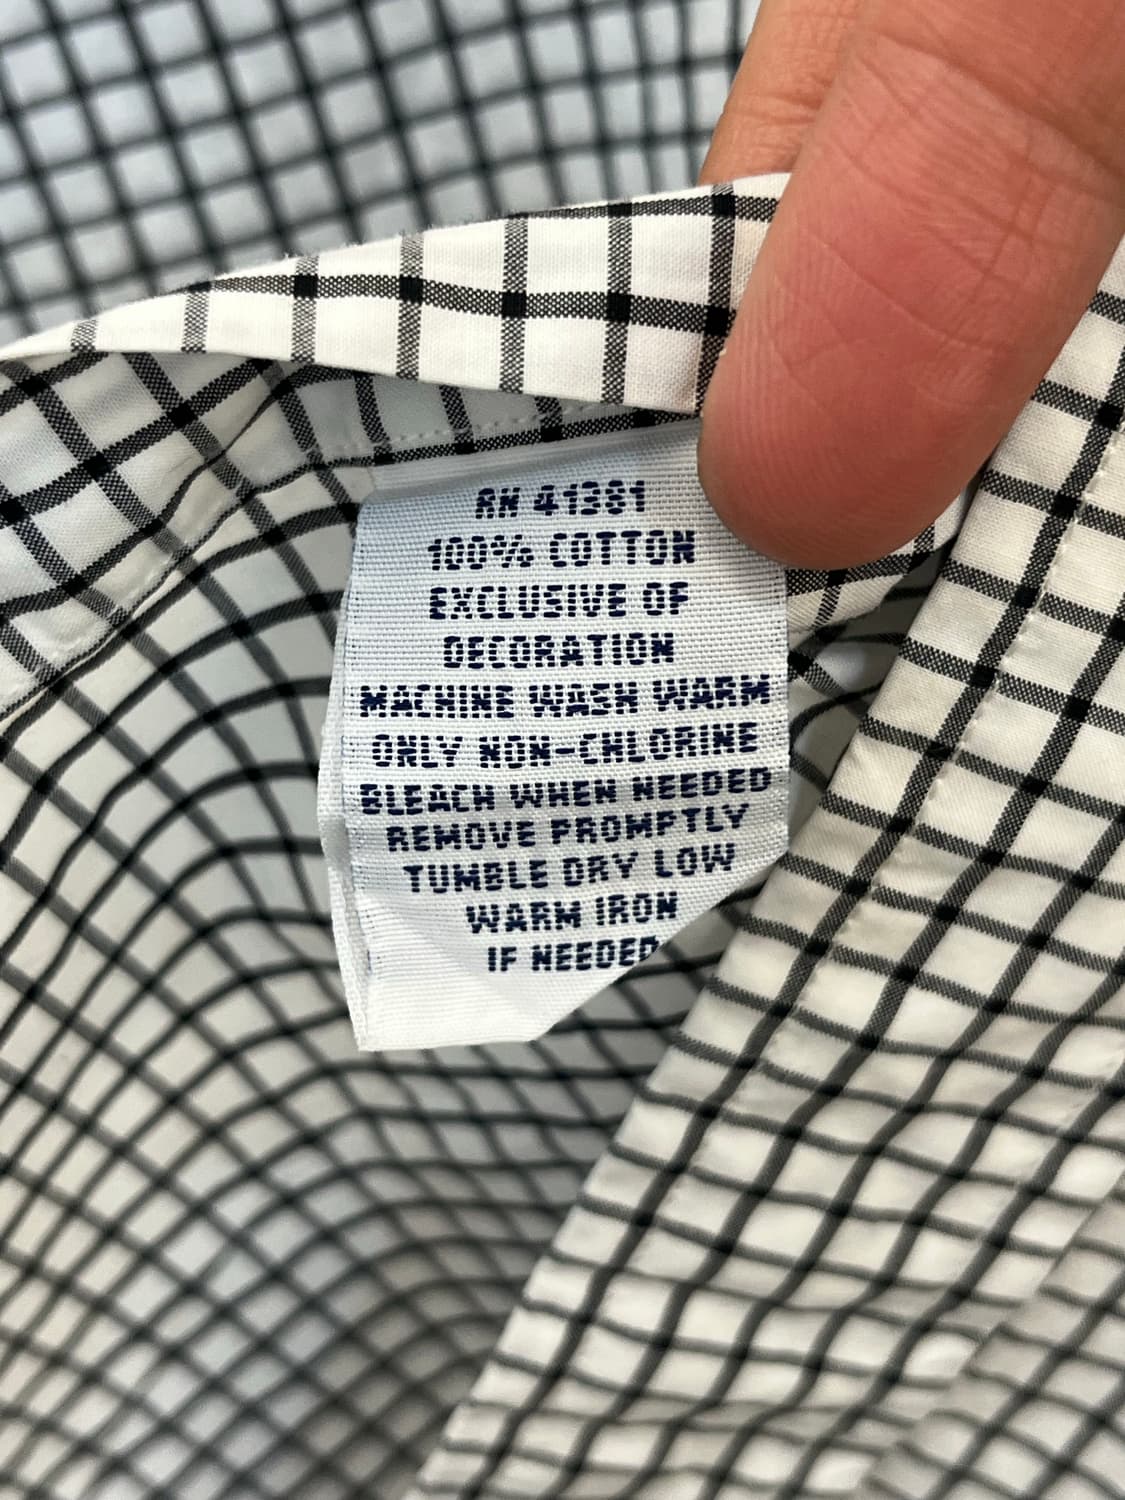 RN 41381
100% COTTON
EXCLUSIVE OF
DECORATION
MACHINE WASH WARM
ONLY NON-CHLORINE
BLEACH WHEN NEEDED
REMOVE PROMPTLY
TUMBLE DRY LOW
WARM IRON
IF NEEDED